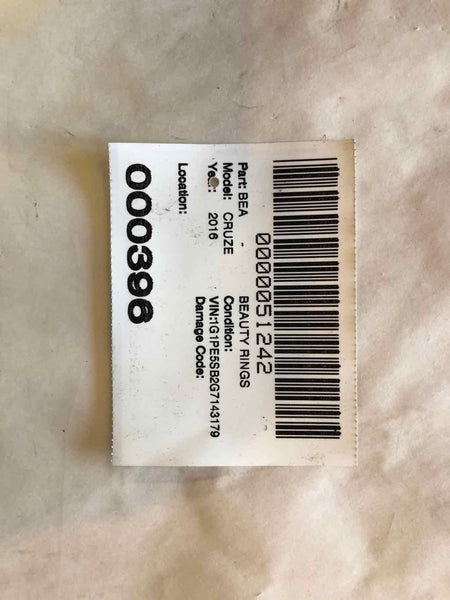 0000051242
Part: BEA - BEAUTY RINGS
Model: CRUZE Condition:
Year: 2016 VIN:1G1PE5SB2G7143179
Damage Code:
Location:
000396